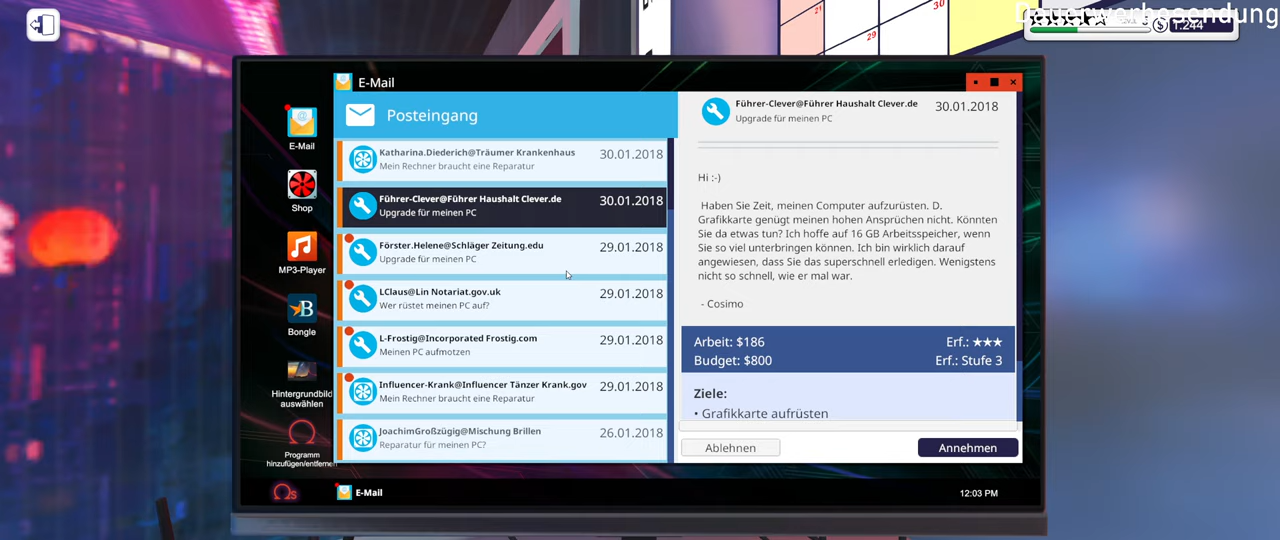 Dauerwerbesendung
21
30
29
1.244
E-Mail
E-Mail
Shop
MP3-Player
Bongle
Hintergrundbild
auswählen
Programm
hinzufügen/entfernen
Posteingang
Katharina.Diederich@Träumer Krankenhaus
30.01.2018
Mein Rechner braucht eine Reparatur
Führer-Clever@Führer Haushalt Clever.de
30.01.2018
Upgrade für meinen PC
Förster.Helene@Schläger Zeitung.edu
29.01.2018
Upgrade für meinen PC
LClaus@Lin Notariat.gov.uk
29.01.2018
Wer rüstet meinen PC auf?
L-Frostig@Incorporated Frostig.com
29.01.2018
Meinen PC aufmotzen
Influencer-Krank@Influencer Tänzer Krank.gov
29.01.2018
Mein Rechner braucht eine Reparatur
JoachimGroßzügig@Mischung Brillen
26.01.2018
Reparatur für meinen PC?
Führer-Clever@Führer Haushalt Clever.de
30.01.2018
Upgrade für meinen PC
Hi :-)
Haben Sie Zeit, meinen Computer aufzurüsten. D.
Grafikkarte genügt meinen hohen Ansprüchen nicht. Könnten
Sie da etwas tun? Ich hoffe auf 16 GB Arbeitsspeicher, wenn
Sie so viel unterbringen können. Ich bin wirklich darauf
angewiesen, dass Sie das superschnell erledigen. Wenigstens
nicht so schnell, wie er mal war.
- Cosimo
Arbeit: $186
Erf.: ★★★
Budget: $800
Erf.: Stufe 3
Ziele:
• Grafikkarte aufrüsten
Ablehnen
Annehmen
E-Mail
12:03 PM